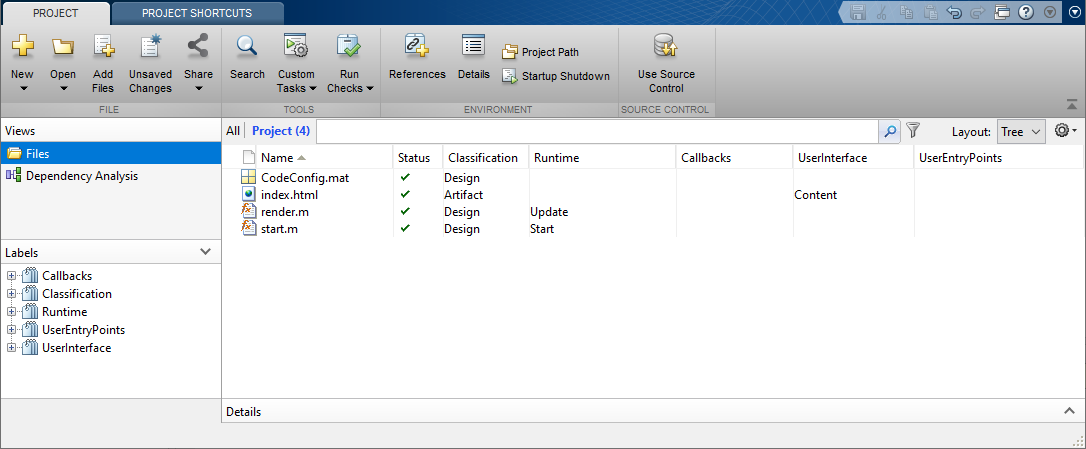 PROJECT PROJECT SHORTCUTS
New Open Add Files Unsaved Changes Share Search Custom Tasks Run Checks References Details Project Path Startup Shutdown Use Source Control
FILE TOOLS ENVIRONMENT SOURCE CONTROL
Views
Files
Dependency Analysis
Labels
Callbacks
Classification
Runtime
UserEntryPoints
UserInterface
All Project (4) Layout: Tree
Name Status Classification Runtime Callbacks UserInterface UserEntryPoints
CodeConfig.mat Design
index.html Artifact Content
render.m Design Update
start.m Design Start
Details